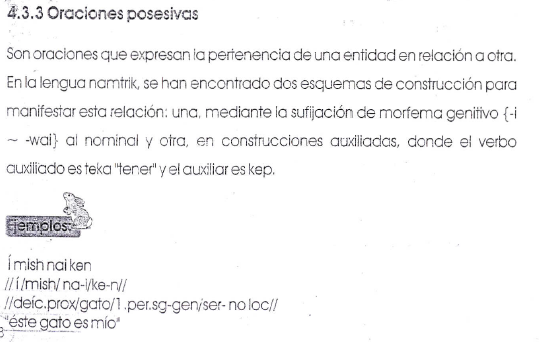 4.3.3 Oraciones posesivas
Son oraciones que expresan la pertenencia de una entidad en relación a otra.
En la lengua namtrik, se han encontrado dos esquemas de construcción para
manifestar esta relación: una, mediante la sufijación de morfema genitivo {-i
~ -wai} al nominal y otra, en construcciones auxiliadas, donde el verbo
auxiliado es teka "tener" y el auxiliar es kep.
Ejemplos:
Í mish nai ken
// í/mish/ na-i/ke-n//
//deíc.prox/gato/1.per.sg-gen/ser- no loc//
"éste gato es mío"